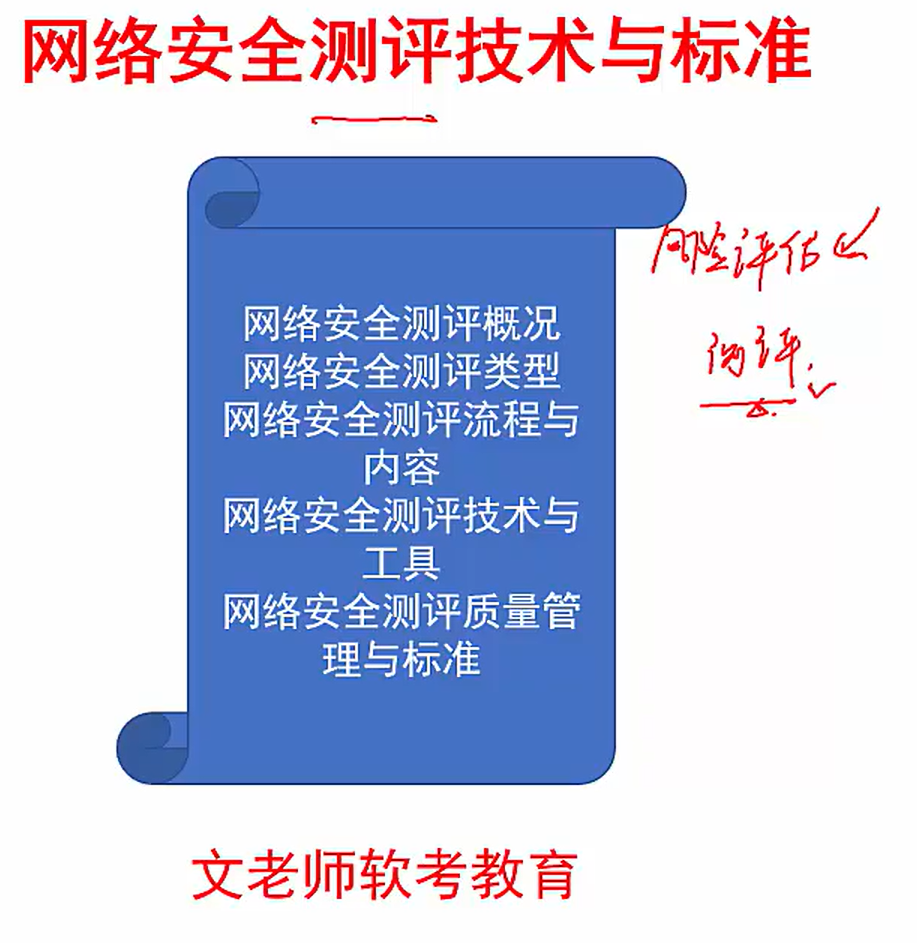 网络安全测评技术与标准
风险评估
测评
网络安全测评概况
网络安全测评类型
网络安全测评流程与
内容
网络安全测评技术与
工具
网络安全测评质量管
理与标准
文老师软考教育